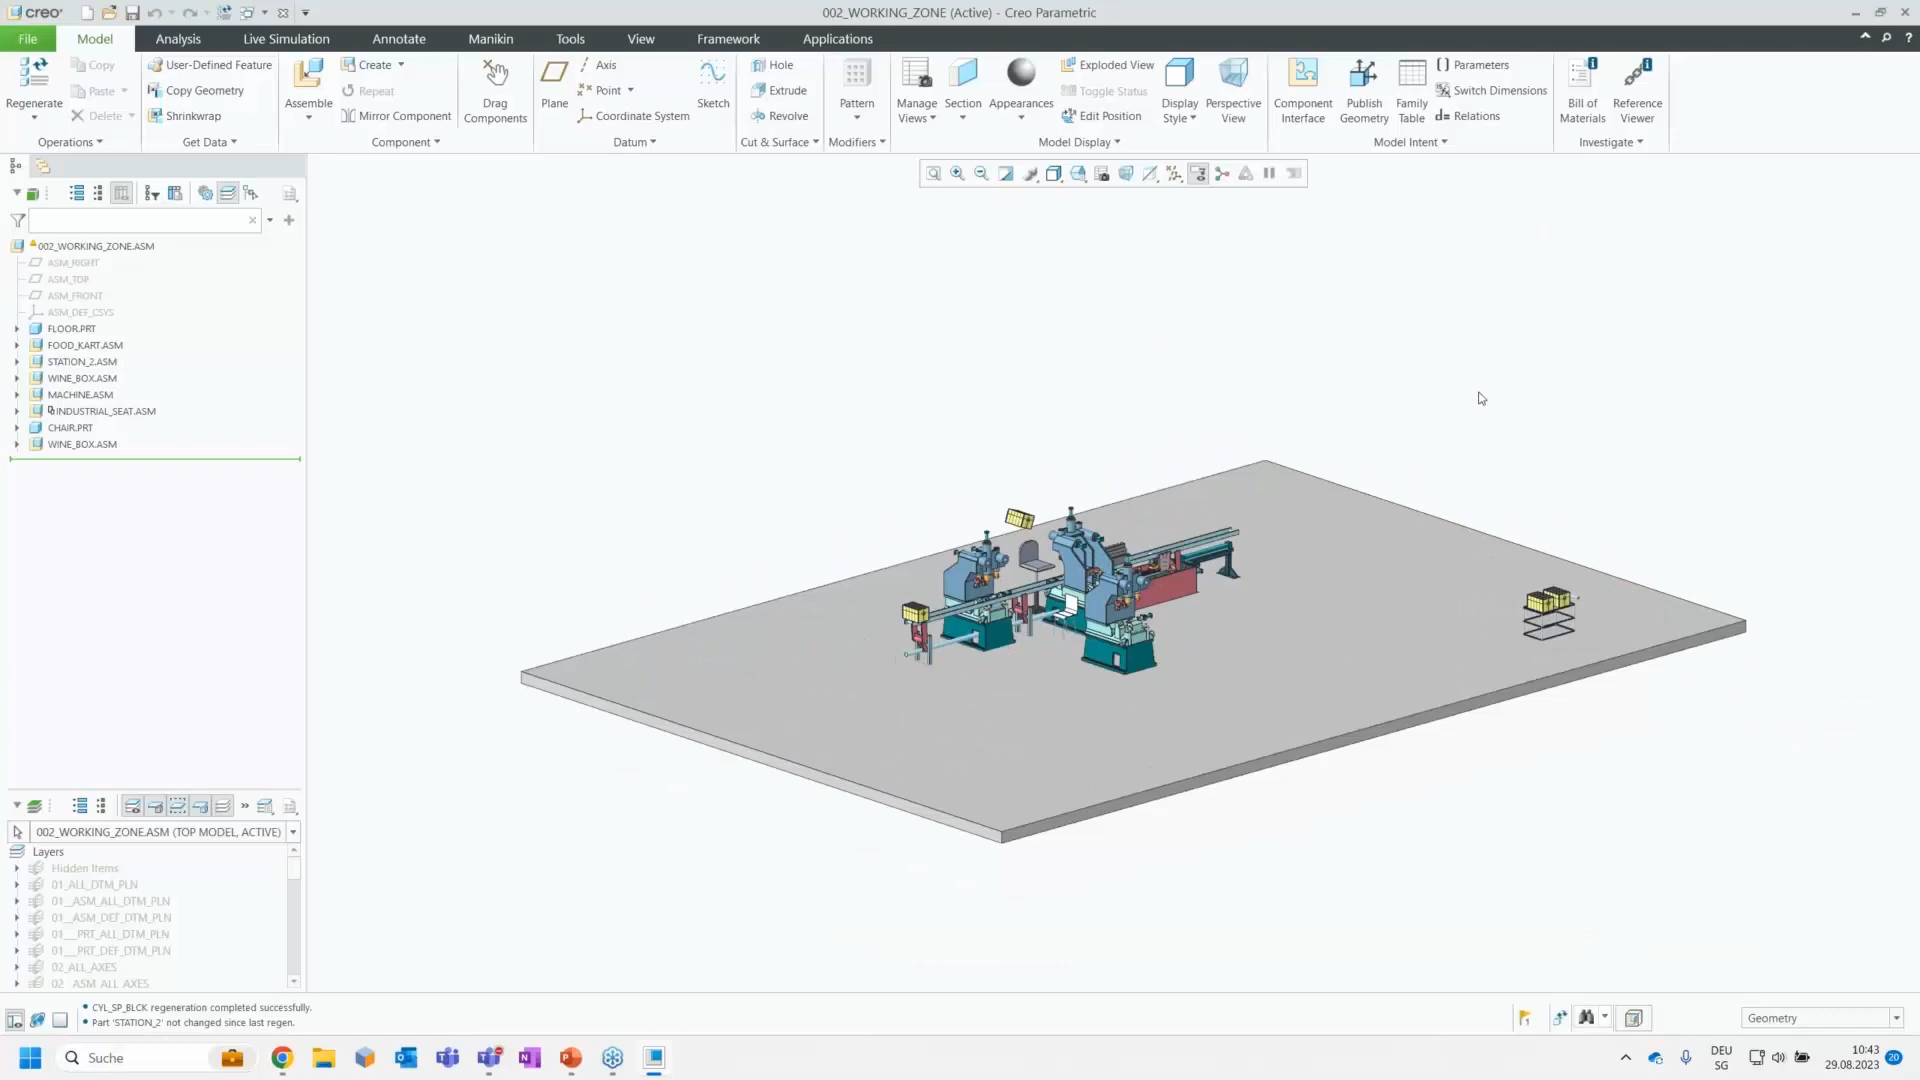 creo
002_WORKING_ZONE (Active) - Creo Parametric
File Model Analysis Live Simulation Annotate Manikin Tools View Framework Applications
Regenerate
Copy
Paste
Delete
Operations
User-Defined Feature
Copy Geometry
Shrinkwrap
Get Data
Assemble
Create
Repeat
Mirror Component
Component
Drag Components
Plane
Axis
Point
Coordinate System
Sketch
Datum
Hole
Extrude
Revolve
Cut & Surface
Pattern
Modifiers
Manage Views
Section
Appearances
Exploded View
Toggle Status
Edit Position
Display Style
Perspective View
Model Display
Component Interface
Publish Geometry
Family Table
Parameters
Switch Dimensions
Relations
Model Intent
Bill of Materials
Reference Viewer
Investigate
002_WORKING_ZONE.ASM
ASM_RIGHT
ASM_TOP
ASM_FRONT
ASM_DEF_CSYS
FLOOR.PRT
FOOD_KART.ASM
STATION_2.ASM
WINE_BOX.ASM
MACHINE.ASM
INDUSTRIAL_SEAT.ASM
CHAIR.PRT
WINE_BOX.ASM
002_WORKING_ZONE.ASM (TOP MODEL, ACTIVE)
Layers
Hidden Items
01_ALL_DTM_PLN
01__ASM_ALL_DTM_PLN
01__ASM_DEF_DTM_PLN
01___PRT_ALL_DTM_PLN
01___PRT_DEF_DTM_PLN
02_ALL_AXES
02__ASM_ALL_AXES
• CYL_SP_BLCK regeneration completed successfully.
• Part 'STATION_2' not changed since last regen.
Geometry
Suche
DEU
SG
10:43
29.08.2023
20